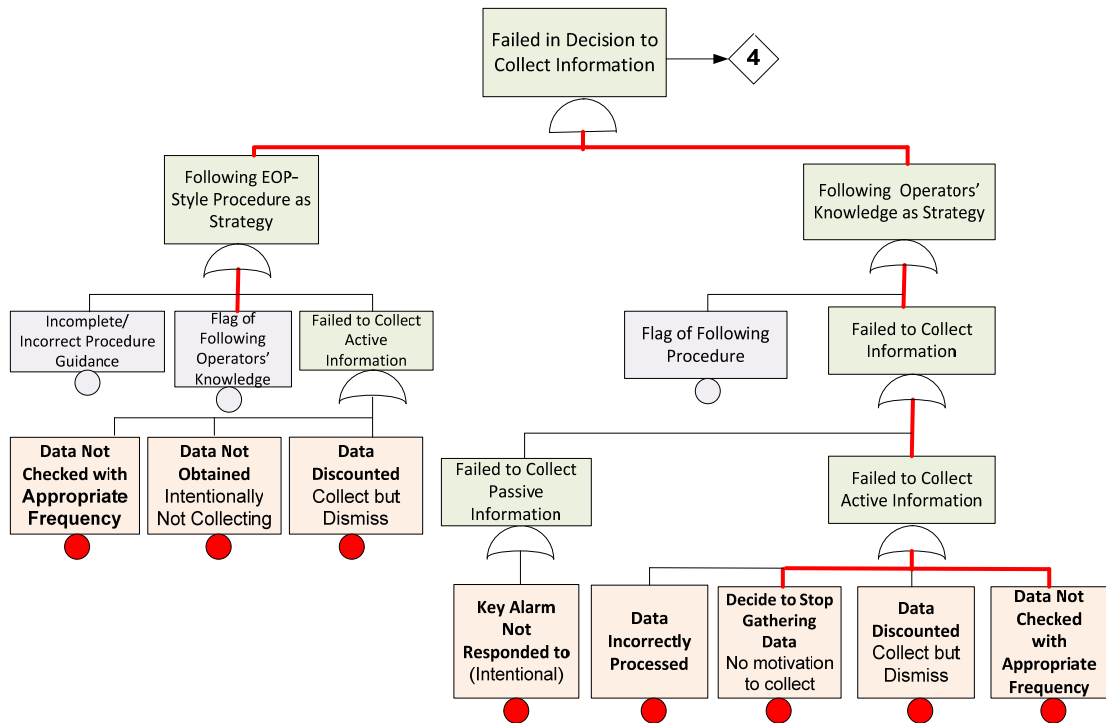 Failed in Decision to
Collect Information
4
Following EOP-
Style Procedure as
Strategy
Following Operators'
Knowledge as Strategy
Incomplete/
Incorrect Procedure
Guidance
Flag of
Following
Operators'
Knowledge
Failed to Collect
Active
Information
Flag of Following
Procedure
Failed to Collect
Information
Data Not
Checked with
Appropriate
Frequency
Data Not
Obtained
Intentionally
Not Collecting
Data
Discounted
Collect but
Dismiss
Failed to Collect
Passive
Information
Failed to Collect
Active Information
Key Alarm
Not
Responded to
(Intentional)
Data
Incorrectly
Processed
Decide to Stop
Gathering
Data
No motivation
to collect
Data
Discounted
Collect but
Dismiss
Data Not
Checked
with
Appropriate
Frequency